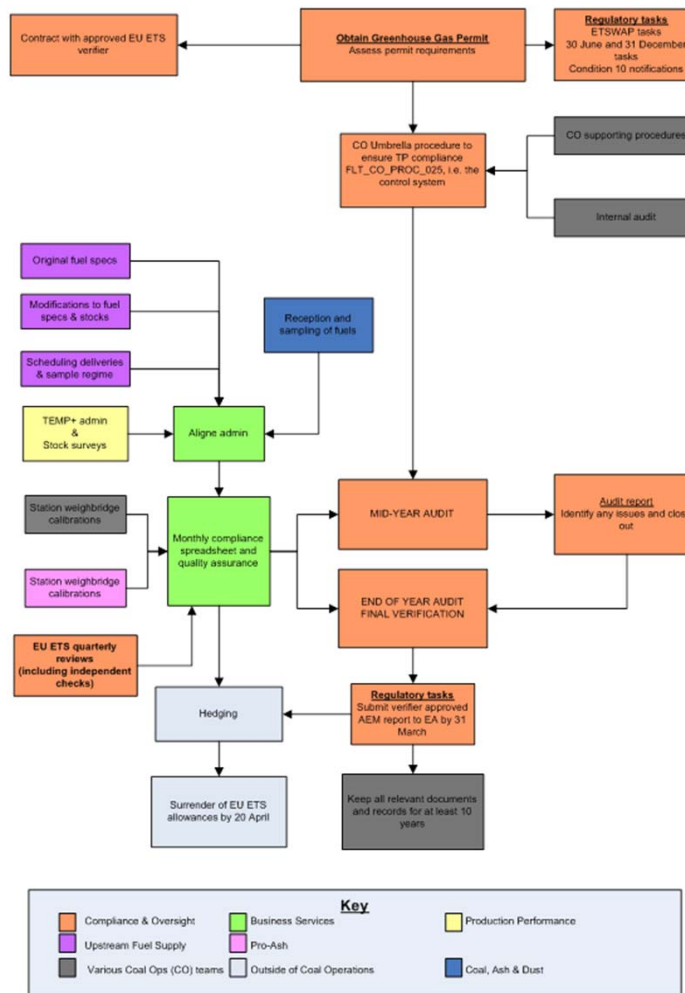 Contract with approved EU ETS
verifier
Obtain Greenhouse Gas Permit
Assess permit requirements
Regulatory tasks
ETSWAP tasks
30 June and 31 December
tasks
Condition 10 notifications
CO Umbrella procedure to
ensure TP compliance
FLT_CO_PROC_025, i.e. the
control system
CO supporting procedures
Internal audit
Original fuel specs
Modifications to fuel
specs & stocks
Scheduling deliveries
& sample regime
Reception and
sampling of fuels
TEMP+ admin
&
Stock surveys
Aligne admin
Station weighbridge
calibrations
Station weighbridge
calibrations
Monthly compliance
spreadsheet and
quality assurance
MID-YEAR AUDIT
Audit report
Identify any issues and close
out
END OF YEAR AUDIT
FINAL VERIFICATION
EU ETS quarterly
reviews
(including independent
checks)
Hedging
Regulatory tasks
Submit verifier approved
AEM report to EA by 31
March
Surrender of EU ETS
allowances by 20 April
Keep all relevant documents
and records for at least 10
years
Key
Compliance & Oversight
Business Services
Production Performance
Upstream Fuel Supply
Pro-Ash
Various Coal Ops (CO) teams
Outside of Coal Operations
Coal, Ash & Dust